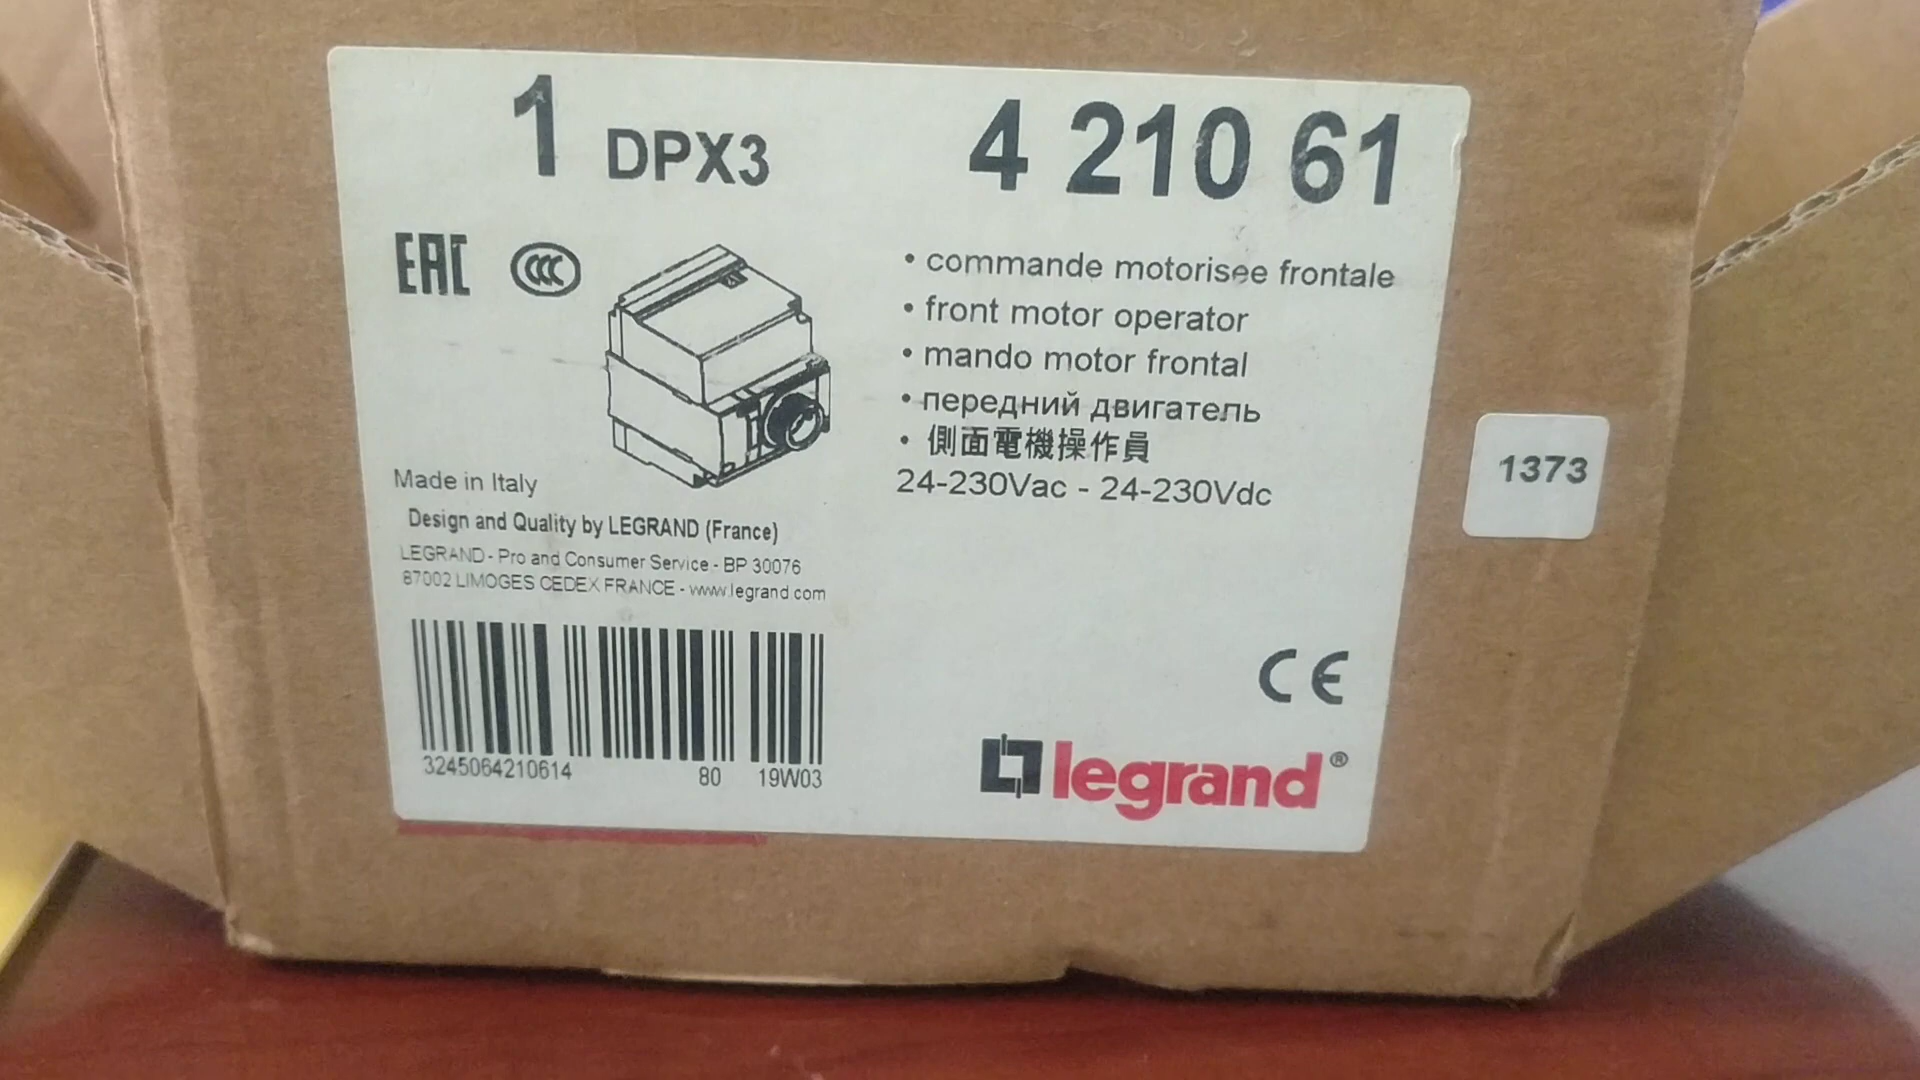 1 DPX3
4 210 61
EAC
CCC
• commande motorisee frontale
• front motor operator
• mando motor frontal
• передний двигатель
• 側面電機操作員
24-230Vac - 24-230Vdc
Made in Italy
Design and Quality by LEGRAND (France)
LEGRAND - Pro and Consumer Service - BP 30076
87002 LIMOGES CEDEX FRANCE - www.legrand.com
3245064210614 80 19W03
CE
legrand®
1373